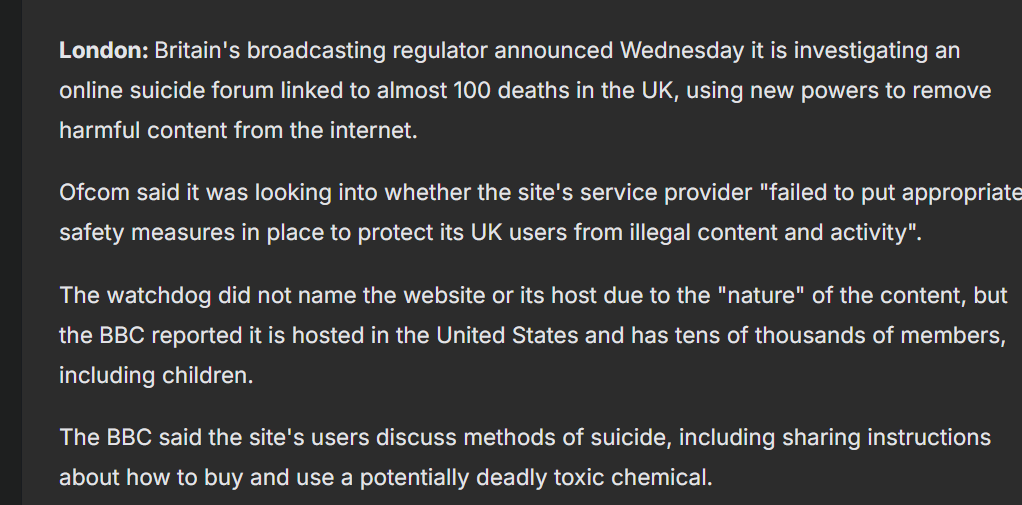 London: Britain's broadcasting regulator announced Wednesday it is investigating an
online suicide forum linked to almost 100 deaths in the UK, using new powers to remove
harmful content from the internet.
Ofcom said it was looking into whether the site's service provider "failed to put appropriate
safety measures in place to protect its UK users from illegal content and activity".
The watchdog did not name the website or its host due to the "nature" of the content, but
the BBC reported it is hosted in the United States and has tens of thousands of members,
including children.
The BBC said the site's users discuss methods of suicide, including sharing instructions
about how to buy and use a potentially deadly toxic chemical.